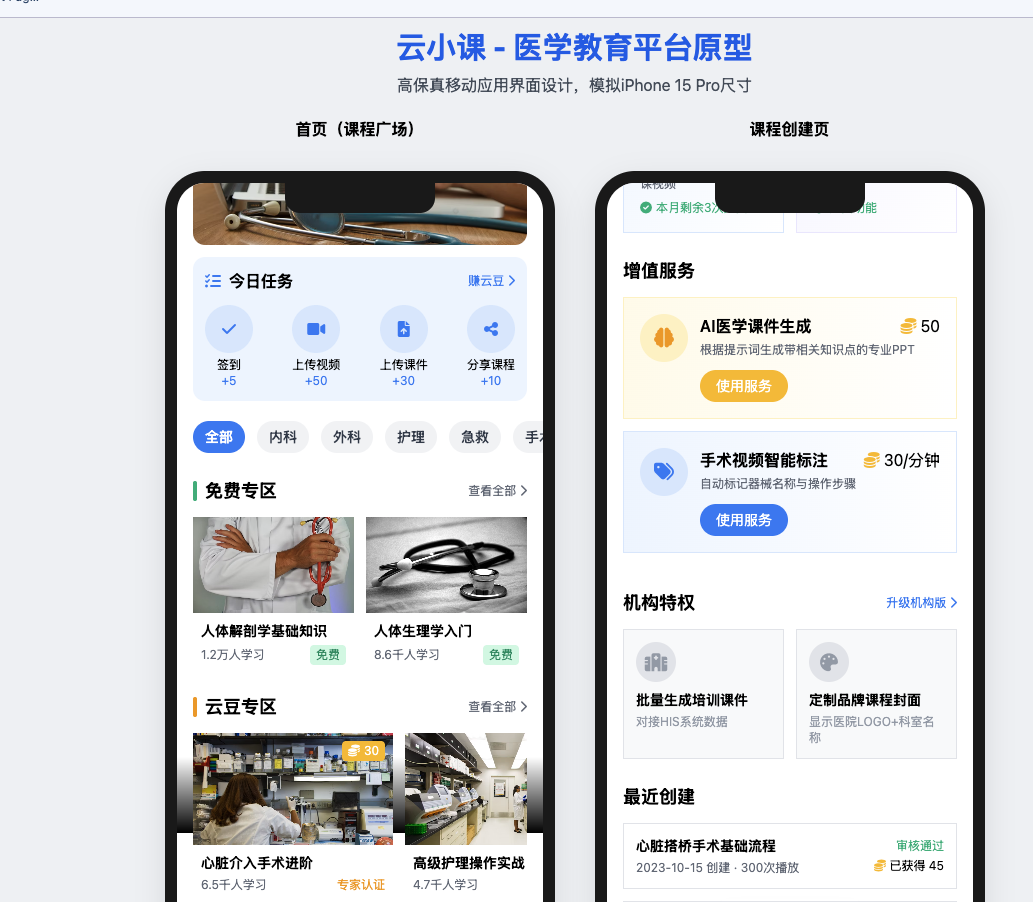 云小课 - 医学教育平台原型
高保真移动应用界面设计，模拟iPhone 15 Pro尺寸
首页（课程广场）
课程创建页
今日任务
赚云豆
签到
+5
上传视频
+50
上传课件
+30
分享课程
+10
全部
内科
外科
护理
急救
免费专区
查看全部
人体解剖学基础知识
1.2万人学习
免费
人体生理学入门
8.6千人学习
免费
云豆专区
查看全部
30
心脏介入手术进阶
6.5千人学习
专家认证
高级护理操作实战
4.7千人学习
课视频
本月剩余3
增值服务
AI医学课件生成
50
根据提示词生成带相关知识点的专业PPT
使用服务
手术视频智能标注
30/分钟
自动标记器械名称与操作步骤
使用服务
机构特权
升级机构版
批量生成培训课件
对接HIS系统数据
定制品牌课程封面
显示医院LOGO+科室名
称
最近创建
心脏搭桥手术基础流程
审核通过
2023-10-15 创建 · 300次播放
已获得 45